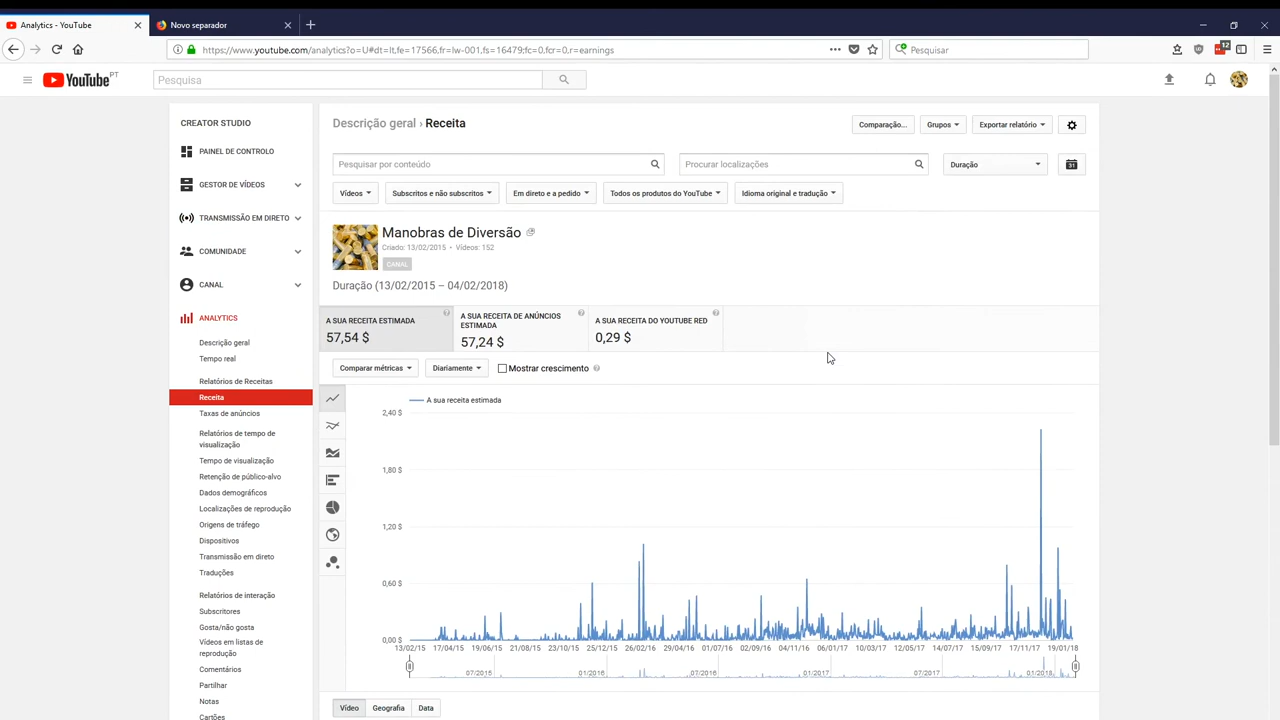 Analytics - YouTube
Novo separador
https://www.youtube.com/analytics?o=U#dt=lt,fe=17566,fr=lw-001,fs=16479;fc=0,fcr=0,r=earnings
Pesquisar
12
YouTube PT
Pesquisa
CREATOR STUDIO
PAINEL DE CONTROLO
GESTOR DE VÍDEOS
TRANSMISSÃO EM DIRETO
COMUNIDADE
CANAL
ANALYTICS
Descrição geral
Tempo real
Relatórios de Receitas
Receita
Taxas de anúncios
Relatórios de tempo de
visualização
Tempo de visualização
Retenção de público-alvo
Dados demográficos
Localizações de reprodução
Origens de tráfego
Dispositivos
Transmissão em direto
Traduções
Relatórios de interação
Subscritores
Gosta/não gosta
Vídeos em listas de
reprodução
Comentários
Partilhar
Notas
Cartões
Descrição geral › Receita
Comparação... Grupos Exportar relatório
Pesquisar por conteúdo
Procurar localizações
Duração
31
Vídeos Subscritos e não subscritos Em direto e a pedido Todos os produtos do YouTube Idioma original e tradução
Manobras de Diversão
Criado: 13/02/2015 • Vídeos: 152
CANAL
Duração (13/02/2015 – 04/02/2018)
A SUA RECEITA ESTIMADA ?
57,54 $
A SUA RECEITA DE ANÚNCIOS ?
ESTIMADA
57,24 $
A SUA RECEITA DO YOUTUBE RED ?
0,29 $
Comparar métricas Diariamente Mostrar crescimento ?
A sua receita estimada
2,40 $
1,80 $
1,20 $
0,60 $
0,00 $
13/02/15 17/04/15 19/06/15 21/08/15 23/10/15 25/12/15 26/02/16 29/04/16 01/07/16 02/09/16 04/11/16 06/01/17 10/03/17 12/05/17 14/07/17 15/09/17 17/11/17 19/01/18
07/2015 01/2016 07/2016 01/2017 07/2017 01/2018
Vídeo Geografia Data